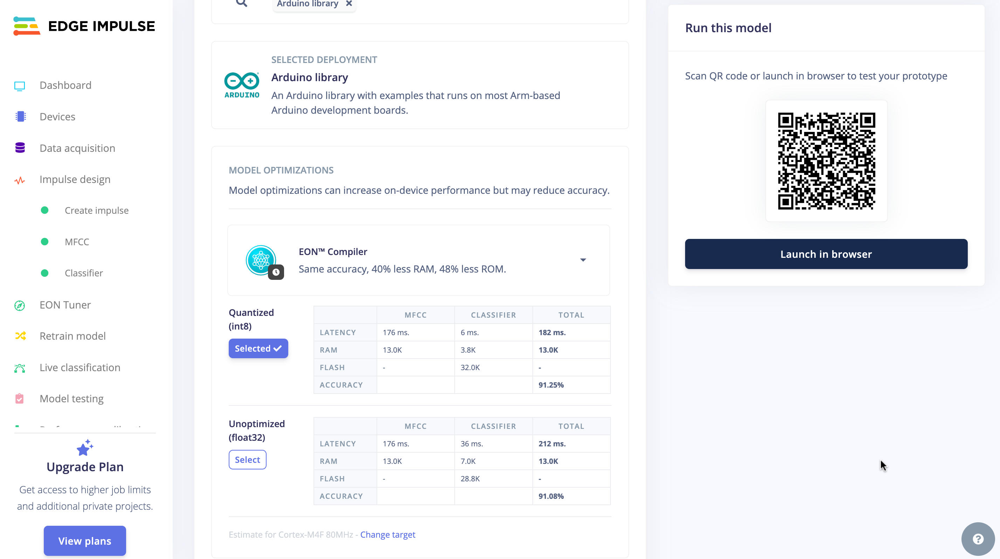 EDGE IMPULSE
Dashboard
Devices
Data acquisition
Impulse design
Create impulse
MFCC
Classifier
EON Tuner
Retrain model
Live classification
Model testing
Upgrade Plan
Get access to higher job limits
and additional private projects.
View plans
Arduino library
SELECTED DEPLOYMENT
ARDUINO
Arduino library
An Arduino library with examples that runs on most Arm-based
Arduino development boards.
MODEL OPTIMIZATIONS
Model optimizations can increase on-device performance but may reduce accuracy.
EON™ Compiler
Same accuracy, 40% less RAM, 48% less ROM.
Quantized
(int8)
Selected
MFCC CLASSIFIER TOTAL
LATENCY 176 ms. 6 ms. 182 ms.
RAM 13.0K 3.8K 13.0K
FLASH - 32.0K -
ACCURACY 91.25%
Unoptimized
(float32)
Select
MFCC CLASSIFIER TOTAL
LATENCY 176 ms. 36 ms. 212 ms.
RAM 13.0K 7.0K 13.0K
FLASH - 28.8K -
ACCURACY 91.08%
Estimate for Cortex-M4F 80MHz - Change target
Run this model
Scan QR code or launch in browser to test your prototype
Launch in browser
?